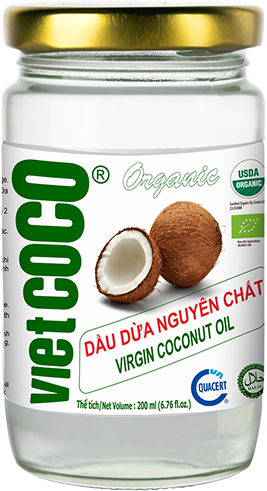 Vietcoco®
Organic
USDA
ORGANIC
DẦU DỪA NGUYÊN CHẤT
VIRGIN COCONUT OIL
QUACERT
HALAL
Thể tích/Net Volume : 200 ml (6.76 fl.oz.)